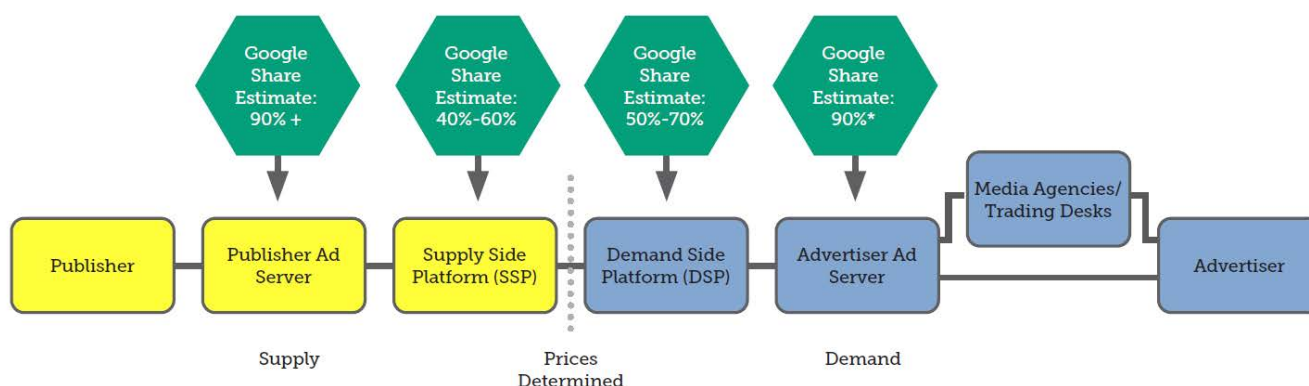 Google
Share
Estimate:
90% +
Google
Share
Estimate:
40%-60%
Google
Share
Estimate:
50%-70%
Google
Share
Estimate:
90%*
Media Agencies/
Trading Desks
Publisher
Publisher Ad
Server
Supply Side
Platform (SSP)
Demand Side
Platform (DSP)
Advertiser Ad
Server
Advertiser
Supply
Prices
Determined
Demand